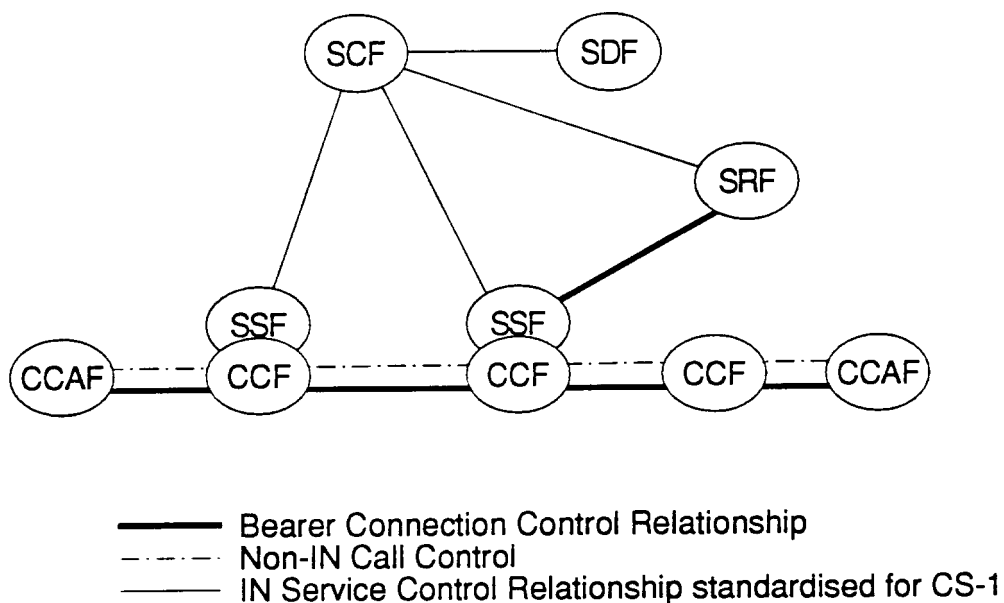 SCF
SDF
SRF
SSF
SSF
CCAF
CCF
CCF
CCF
CCAF
Bearer Connection Control Relationship
Non-IN Call Control
IN Service Control Relationship standardised for CS-1